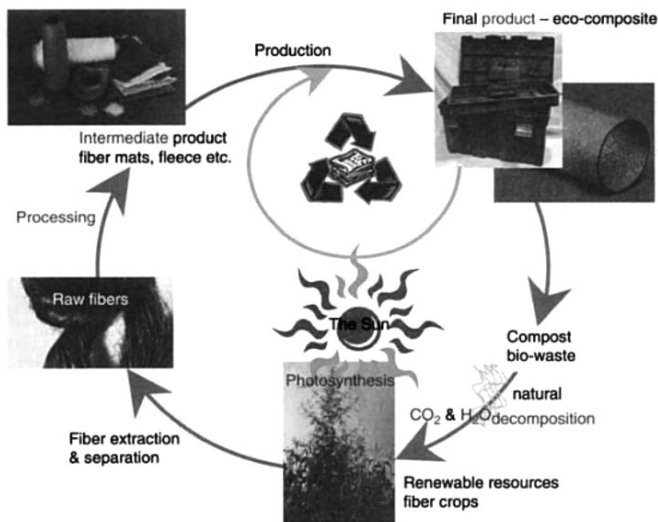 Final product – eco-composite
Production
Intermediate product
fiber mats, fleece etc.
Processing
Raw fibers
The Sun
Photosynthesis
Compost
bio-waste
natural
CO₂ & H₂O decomposition
Fiber extraction
& separation
Renewable resources
fiber crops